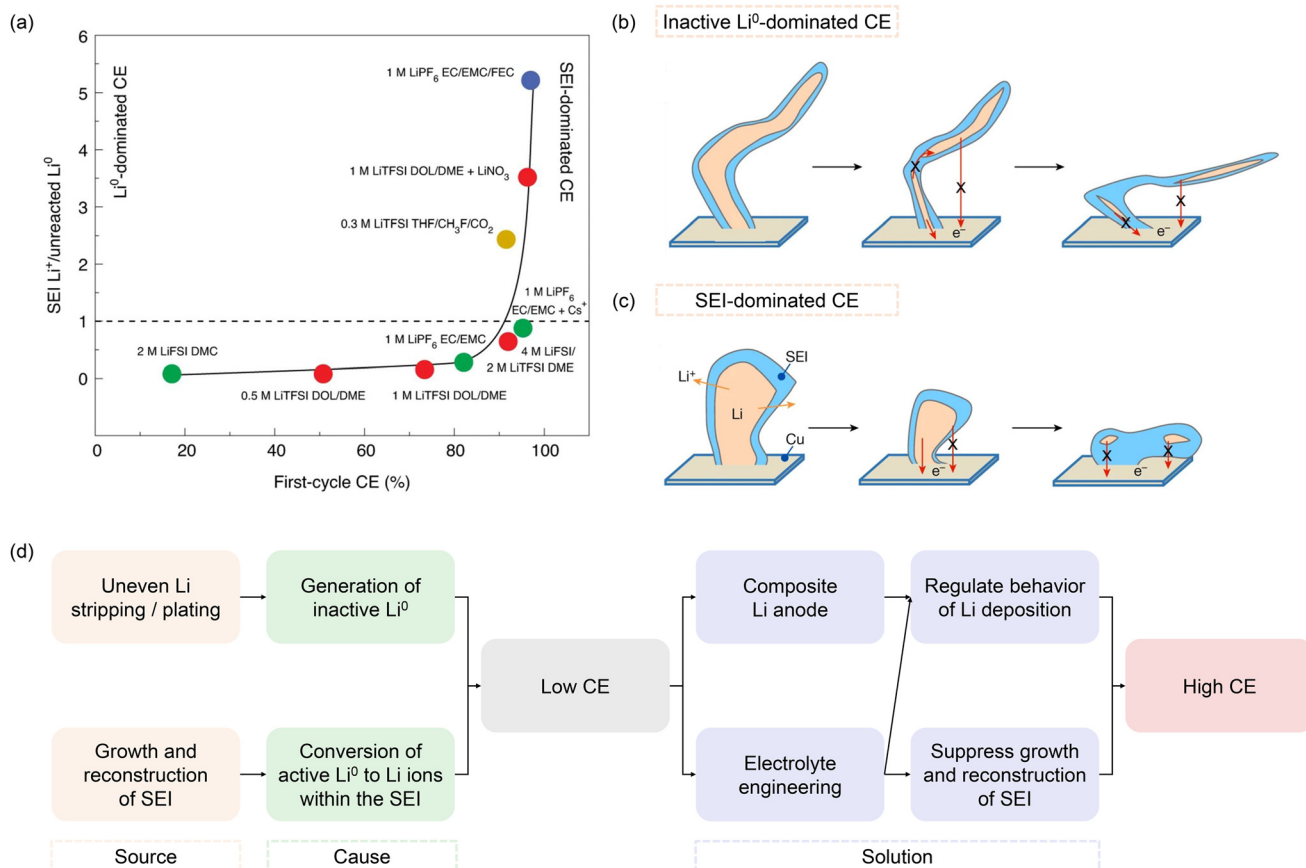 (a)
SEI Li⁺/unreacted Li⁰
6
5
4
3
2
1
0
Li⁰-dominated CE
SEI-dominated CE
1 M LiPF₆ EC/EMC/FEC
1 M LiTFSI DOL/DME + LiNO₃
0.3 M LiTFSI THF/CH₃F/CO₂
1 M LiPF₆
EC/EMC + Cs⁺
1 M LiPF₆ EC/EMC
4 M LiFSI/
2 M LiTFSI DME
2 M LiFSI DMC
0.5 M LiTFSI DOL/DME
1 M LiTFSI DOL/DME
0 20 40 60 80 100
First-cycle CE (%)
(b)
Inactive Li⁰-dominated CE
X
X
e⁻
X
X
e⁻
(c)
SEI-dominated CE
SEI
Li⁺
Li
Cu
X
e⁻
X
X
e⁻
(d)
Uneven Li
stripping / plating
Generation of
inactive Li⁰
Composite
Li anode
Regulate behavior
of Li deposition
Low CE
High CE
Growth and
reconstruction
of SEI
Conversion of
active Li⁰ to Li ions
within the SEI
Electrolyte
engineering
Suppress growth
and reconstruction
of SEI
Source
Cause
Solution